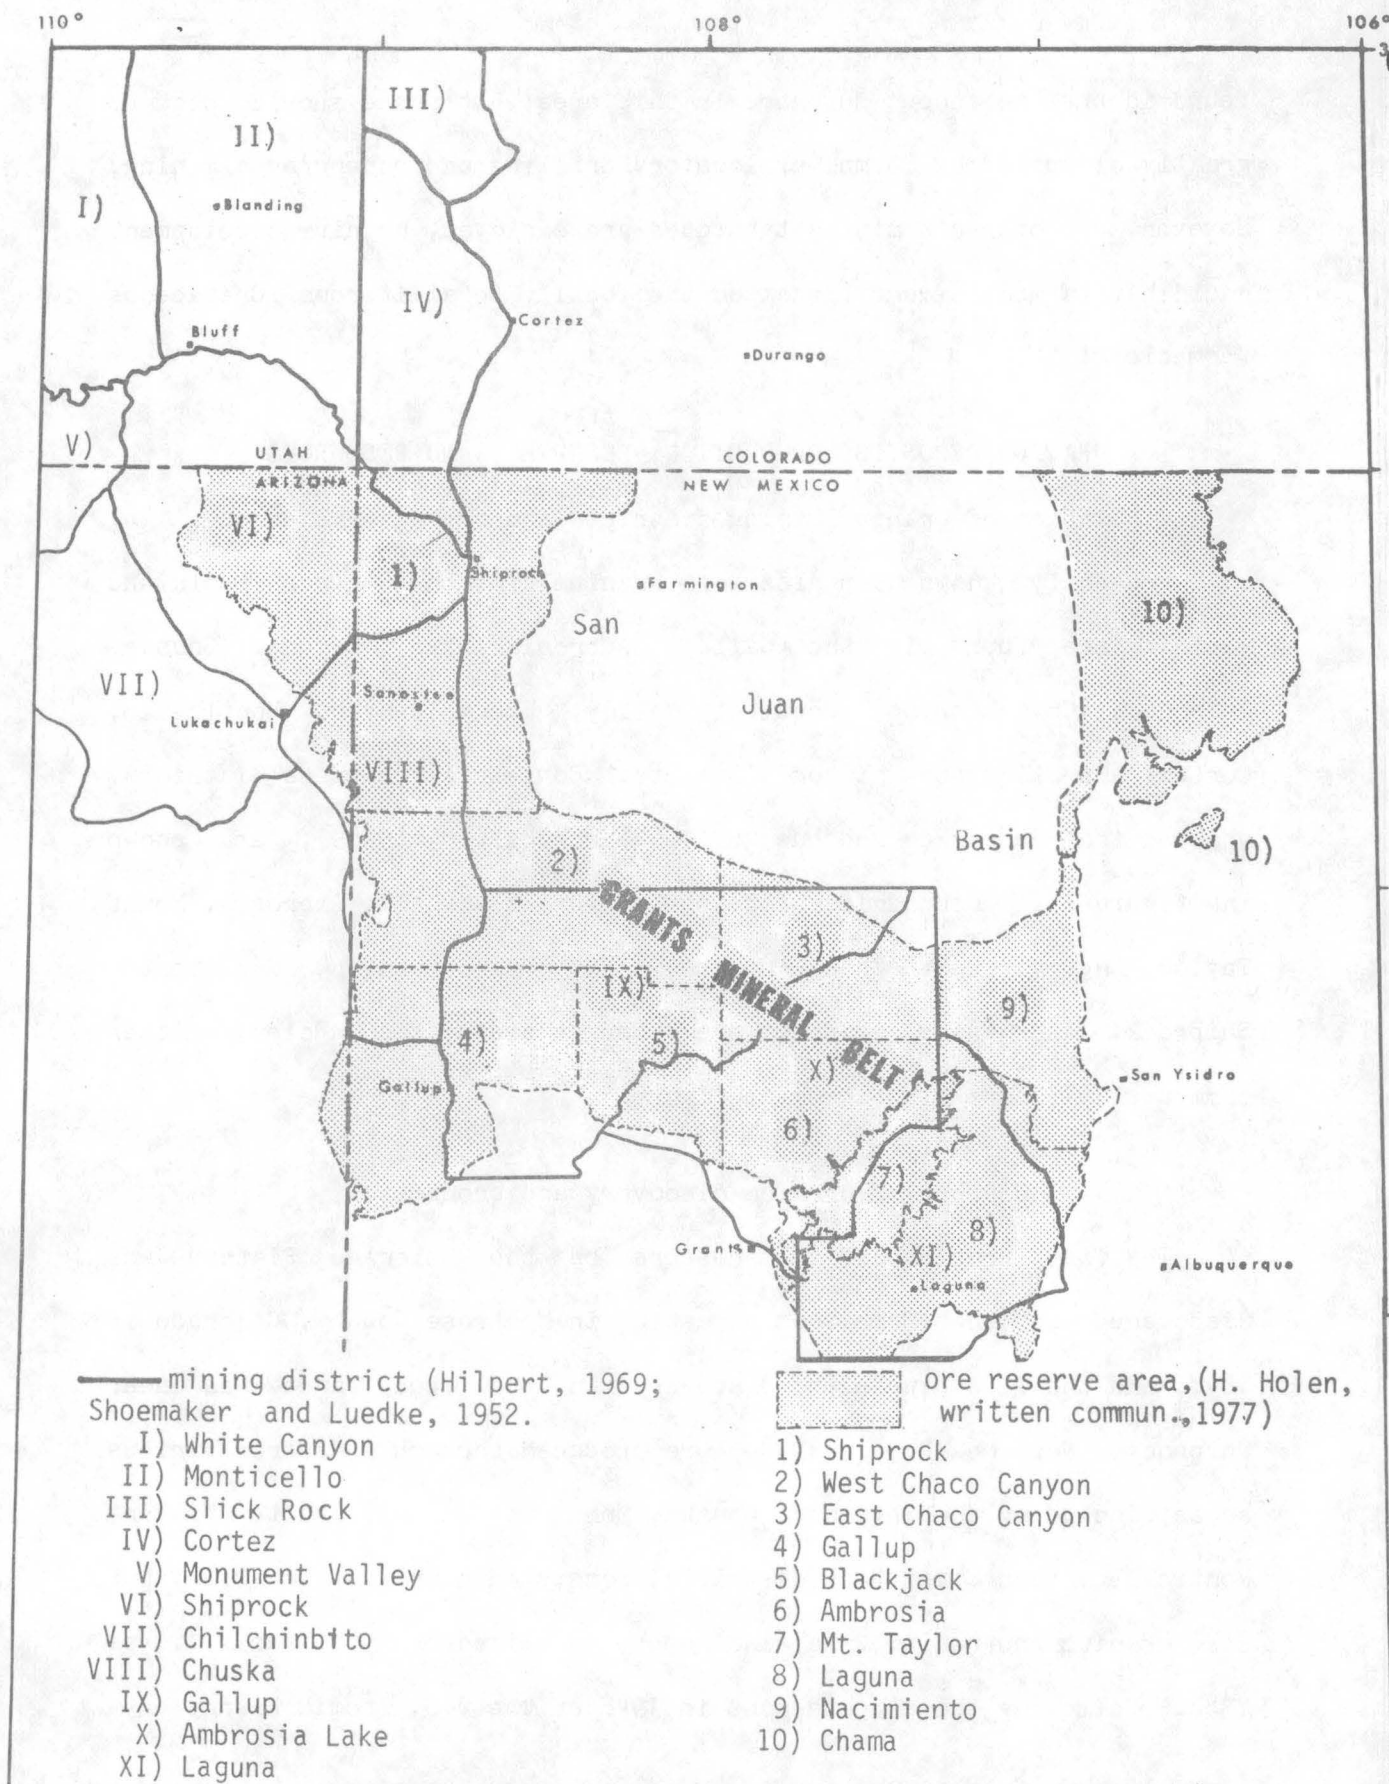 110°
108°
106°
3
III)
II)
I)
Blanding
IV)
Cortez
Bluff
Durango
V)
UTAH
COLORADO
ARIZONA
NEW MEXICO
VI)
1)
Shiprock
Farmington
10)
San
VII)
Sanostee
Juan
Lukachukai
VIII)
Basin
10)
2)
GRANTS
3)
MINERAL
IX)
9)
4)
5)
BELT
X)
Gallup
San Ysidro
6)
7)
8)
Grants
XI)
Laguna
Albuquerque
mining district (Hilpert, 1969;
Shoemaker and Luedke, 1952.
I) White Canyon
II) Monticello
III) Slick Rock
IV) Cortez
V) Monument Valley
VI) Shiprock
VII) Chilchinbito
VIII) Chuska
IX) Gallup
X) Ambrosia Lake
XI) Laguna
ore reserve area,(H. Holen,
written commun.,1977)
1) Shiprock
2) West Chaco Canyon
3) East Chaco Canyon
4) Gallup
5) Blackjack
6) Ambrosia
7) Mt. Taylor
8) Laguna
9) Nacimiento
10) Chama